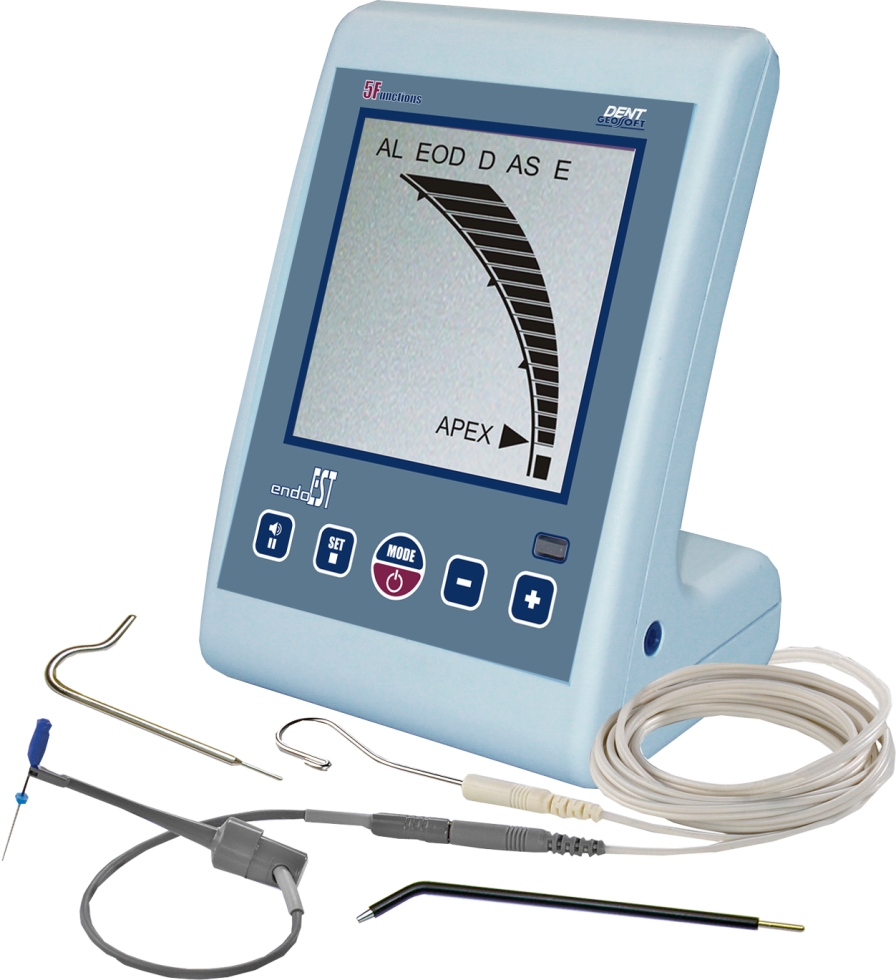 5Functions
DENT
GEOSOFT
AL EOD D AS E
APEX
endoEST
SET
MODE